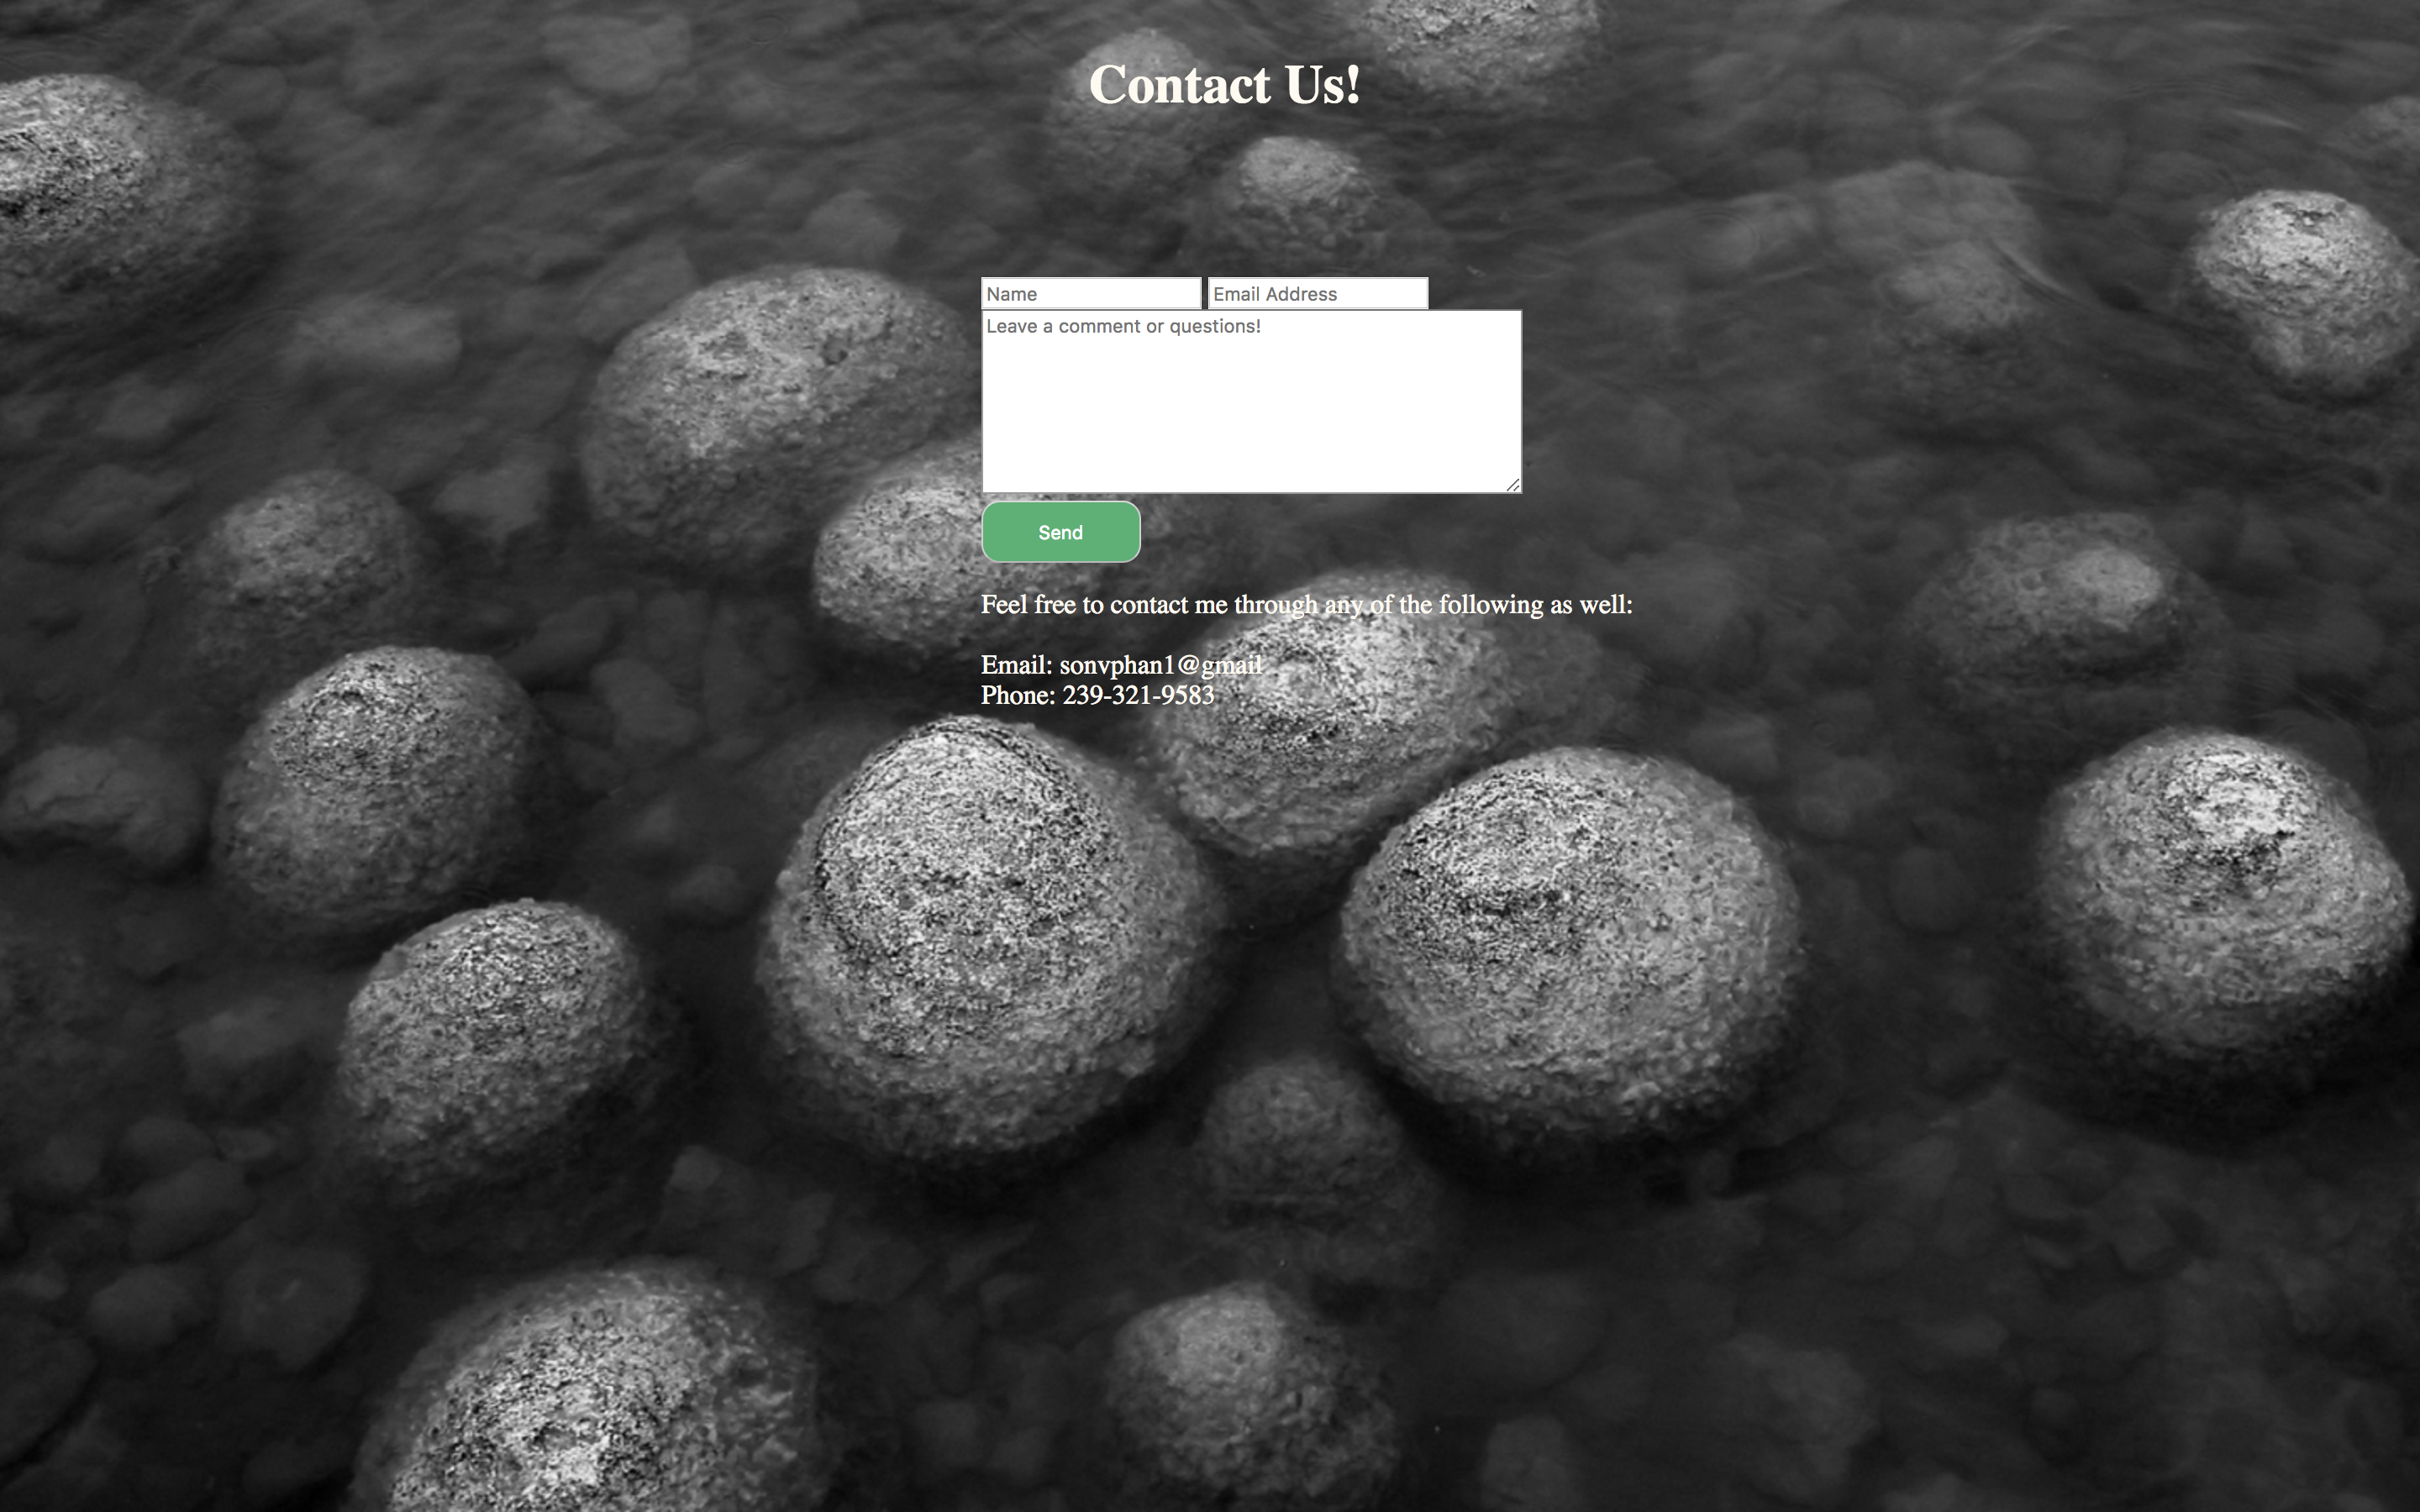 Contact Us!
Name Email Address
Leave a comment or questions!
Send
Feel free to contact me through any of the following as well:
Email: sonvphan1@gmail
Phone: 239-321-9583